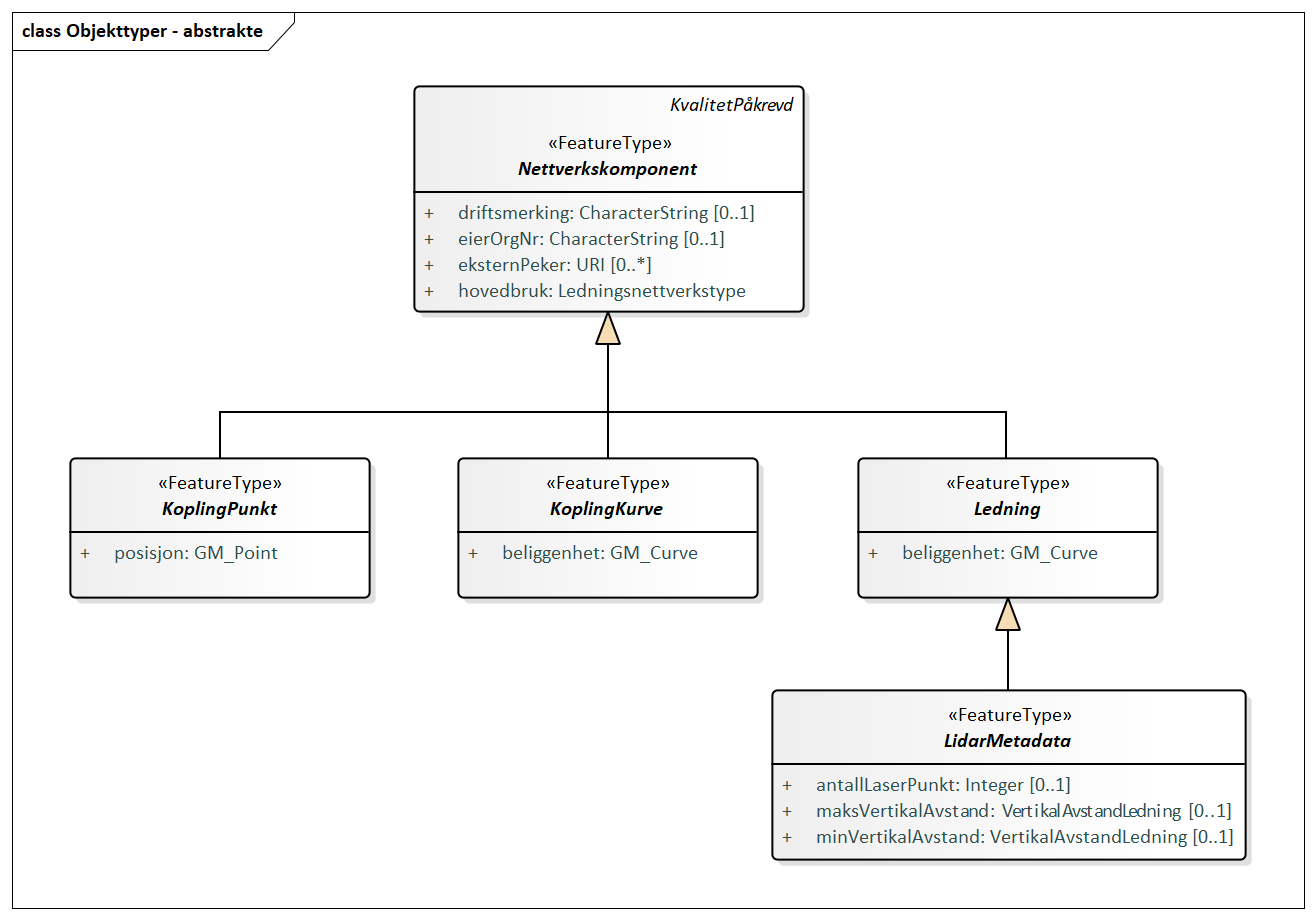 class Objekttyper - abstrakte
KvalitetPåkrevd
«FeatureType»
Nettverkskomponent
+ driftsmerking: CharacterString [0..1]
+ eierOrgNr: CharacterString [0..1]
+ eksternPeker: URI [0..*]
+ hovedbruk: Ledningsnettverkstype
«FeatureType»
KoplingPunkt
+ posisjon: GM_Point
«FeatureType»
KoplingKurve
+ beliggenhet: GM_Curve
«FeatureType»
Ledning
+ beliggenhet: GM_Curve
«FeatureType»
LidarMetadata
+ antallLaserPunkt: Integer [0..1]
+ maksVertikalAvstand: VertikalAvstandLedning [0..1]
+ minVertikalAvstand: VertikalAvstandLedning [0..1]